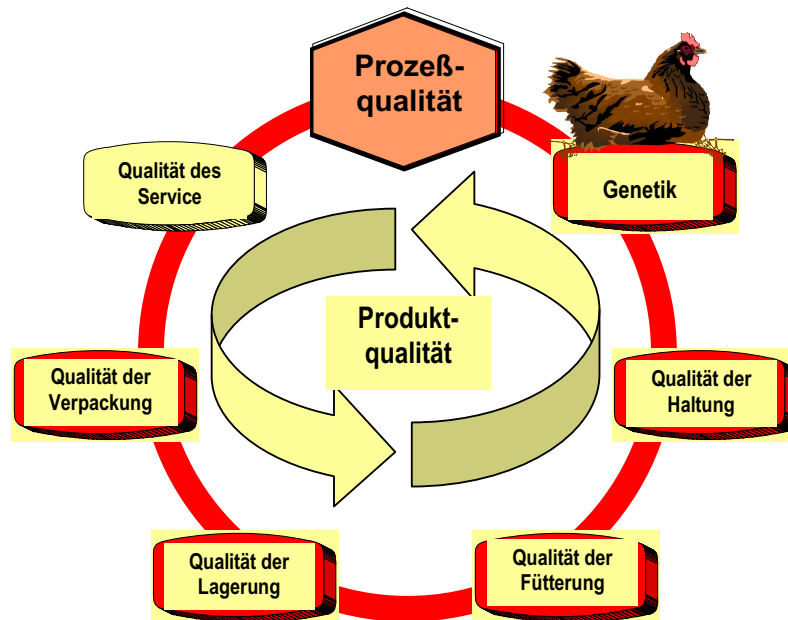 Prozeß-
qualität
Qualität des
Service
Genetik
Produkt-
qualität
Qualität der
Verpackung
Qualität der
Haltung
Qualität der
Lagerung
Qualität der
Fütterung